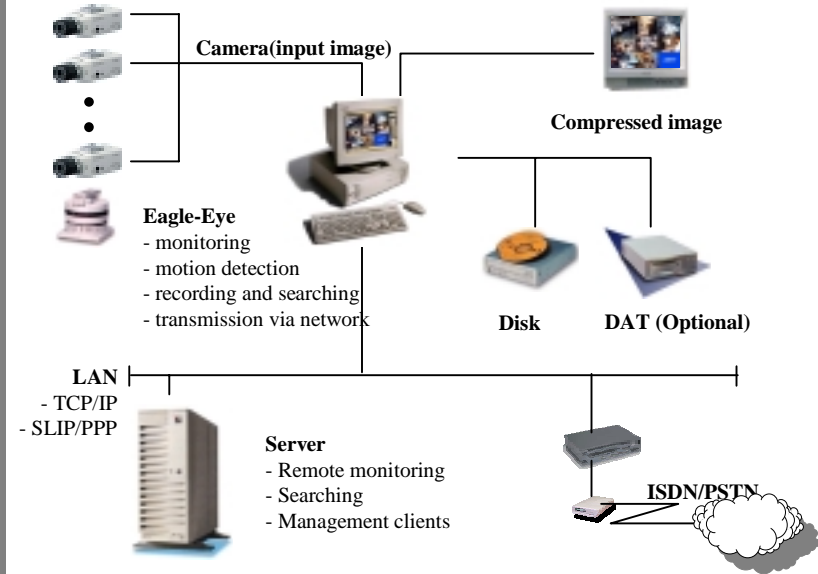 Camera(input image)
Compressed image
Eagle-Eye
- monitoring
- motion detection
- recording and searching
- transmission via network
Disk
DAT (Optional)
LAN
- TCP/IP
- SLIP/PPP
Server
- Remote monitoring
- Searching
- Management clients
ISDN/PSTN